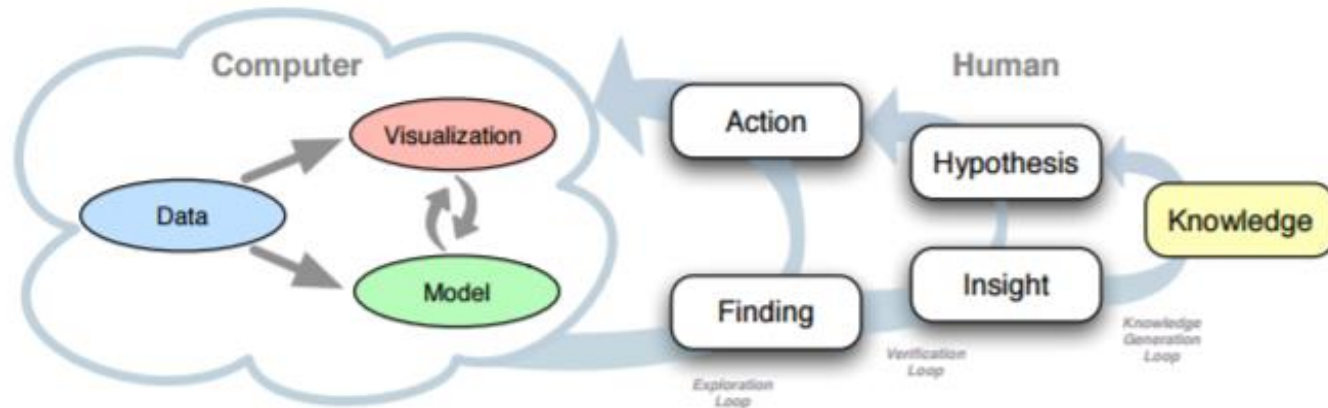 Computer
Human
Visualization
Data
Model
Action
Hypothesis
Knowledge
Finding
Insight
Exploration
Loop
Verification
Loop
Knowledge
Generation
Loop